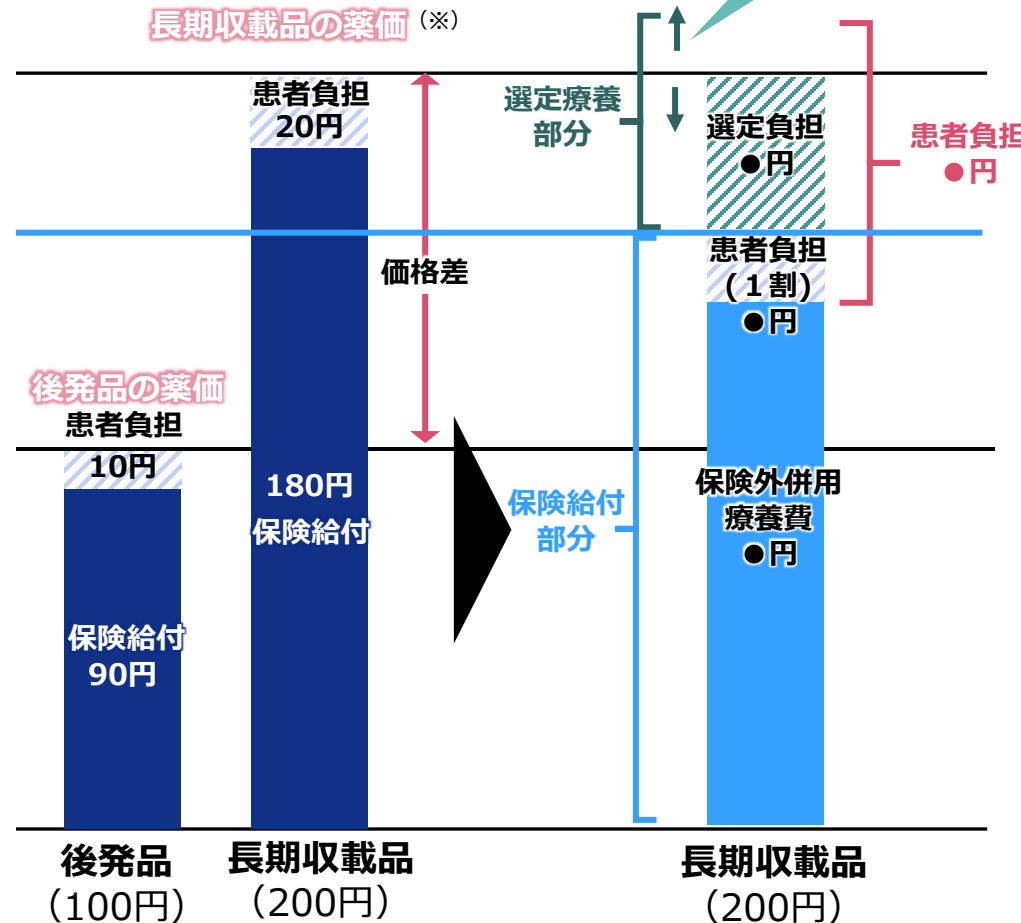 長期収載品の薬価（※）
患者負担
20円
選定療養
部分
選定負担
●円
患者負担
●円
価格差
患者負担
(１割)
●円
後発品の薬価
患者負担
10円
180円
保険給付
保険給付
部分
保険外併用
療養費
●円
保険給付
90円
後発品
（100円）
長期収載品
（200円）
長期収載品
（200円）